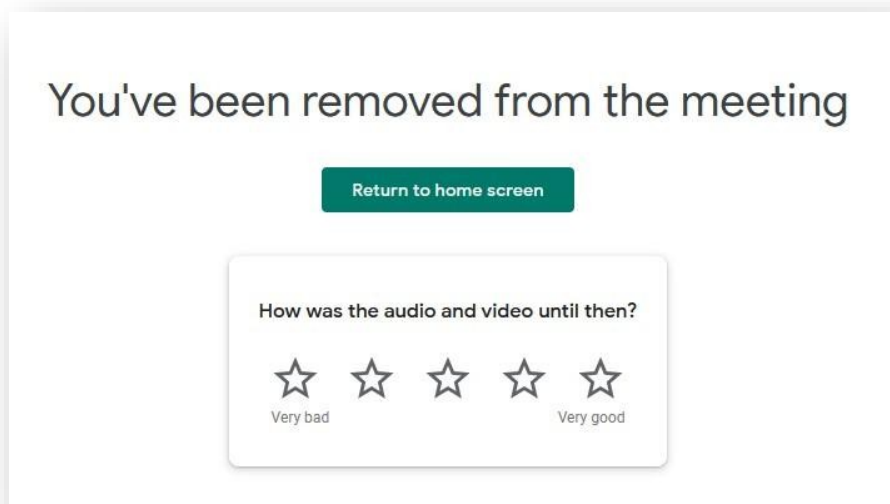 You've been removed from the meeting
Return to home screen
How was the audio and video until then?
Very bad
Very good